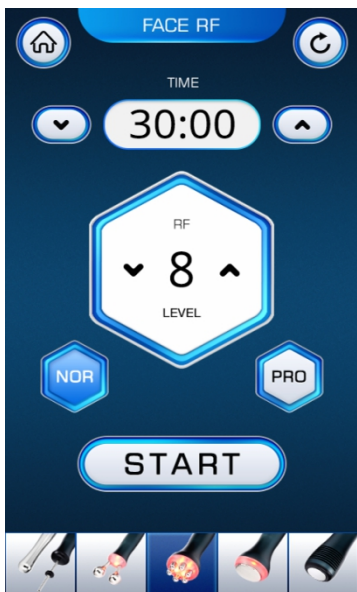 FACE RF
TIME
30:00
RF
8
LEVEL
NOR
PRO
START